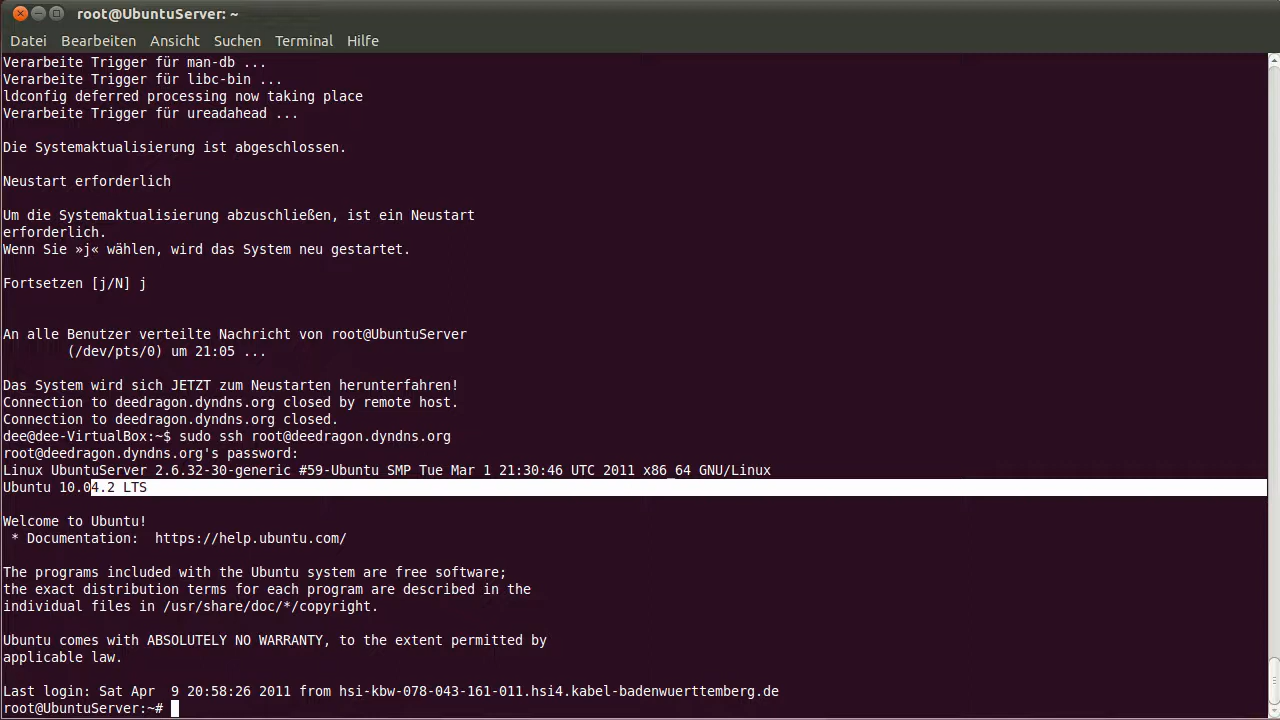 root@UbuntuServer: ~
Datei Bearbeiten Ansicht Suchen Terminal Hilfe
Verarbeite Trigger für man-db ...
Verarbeite Trigger für libc-bin ...
ldconfig deferred processing now taking place
Verarbeite Trigger für ureadahead ...
Die Systemaktualisierung ist abgeschlossen.
Neustart erforderlich
Um die Systemaktualisierung abzuschließen, ist ein Neustart
erforderlich.
Wenn Sie »j« wählen, wird das System neu gestartet.
Fortsetzen [j/N] j
An alle Benutzer verteilte Nachricht von root@UbuntuServer
(/dev/pts/0) um 21:05 ...
Das System wird sich JETZT zum Neustarten herunterfahren!
Connection to deedragon.dyndns.org closed by remote host.
Connection to deedragon.dyndns.org closed.
dee@dee-VirtualBox:~$ sudo ssh root@deedragon.dyndns.org
root@deedragon.dyndns.org's password:
Linux UbuntuServer 2.6.32-30-generic #59-Ubuntu SMP Tue Mar 1 21:30:46 UTC 2011 x86_64 GNU/Linux
Ubuntu 10.04.2 LTS
Welcome to Ubuntu!
* Documentation:  https://help.ubuntu.com/
The programs included with the Ubuntu system are free software;
the exact distribution terms for each program are described in the
individual files in /usr/share/doc/*/copyright.
Ubuntu comes with ABSOLUTELY NO WARRANTY, to the extent permitted by
applicable law.
Last login: Sat Apr  9 20:58:26 2011 from hsi-kbw-078-043-161-011.hsi4.kabel-badenwuerttemberg.de
root@UbuntuServer:~#